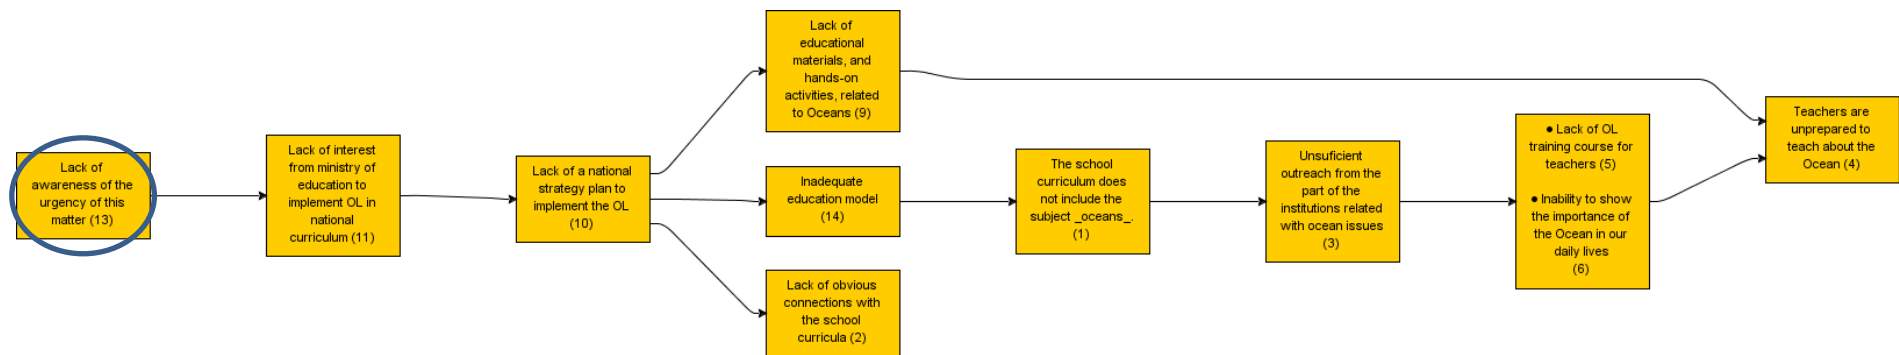 Lack of
awareness of the
urgency of this
matter (13)
Lack of interest
from ministry of
education to
implement OL in
national
curriculum (11)
Lack of a national
strategy plan to
implement the OL
(10)
Lack of
educational
materials, and
hands-on
activities, related
to Oceans (9)
Inadequate
education model
(14)
Lack of obvious
connections with
the school
curricula (2)
The school
curriculum does
not include the
subject _oceans_.
(1)
Unsuficient
outreach from the
part of the
institutions related
with ocean issues
(3)
● Lack of OL
training course for
teachers (5)
● Inability to show
the importance of
the Ocean in our
daily lives
(6)
Teachers are
unprepared to
teach about the
Ocean (4)